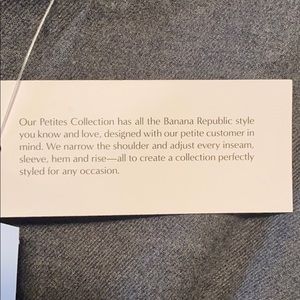 Our Petites Collection has all the Banana Republic style
you know and love, designed with our petite customer in
mind. We narrow the shoulder and adjust every inseam,
sleeve, hem and rise—all to create a collection perfectly
styled for any occasion.